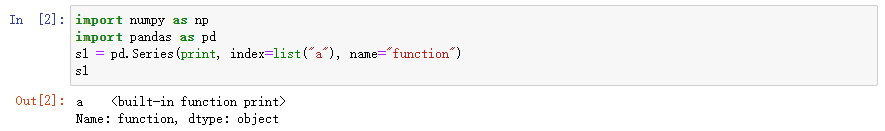 In [2]: import numpy as np
import pandas as pd
s1 = pd.Series(print, index=list("a"), name="function")
s1
Out[2]: a    <built-in function print>
Name: function, dtype: object